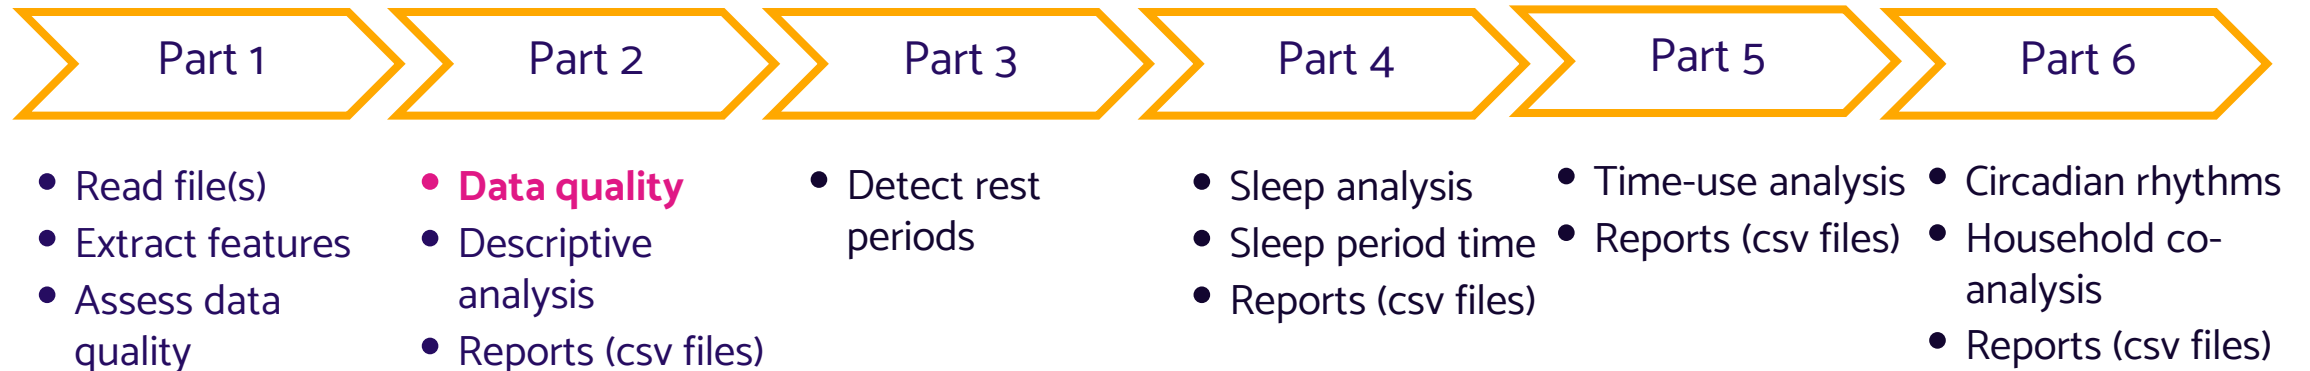 Part 1
Part 2
Part 3
Part 4
Part 5
Part 6
• Read file(s)
• Extract features
• Assess data
quality
• Data quality
• Descriptive
analysis
• Reports (csv files)
• Detect rest
periods
• Sleep analysis
• Sleep period time
• Reports (csv files)
• Time-use analysis
• Reports (csv files)
• Circadian rhythms
• Household co-
analysis
• Reports (csv files)